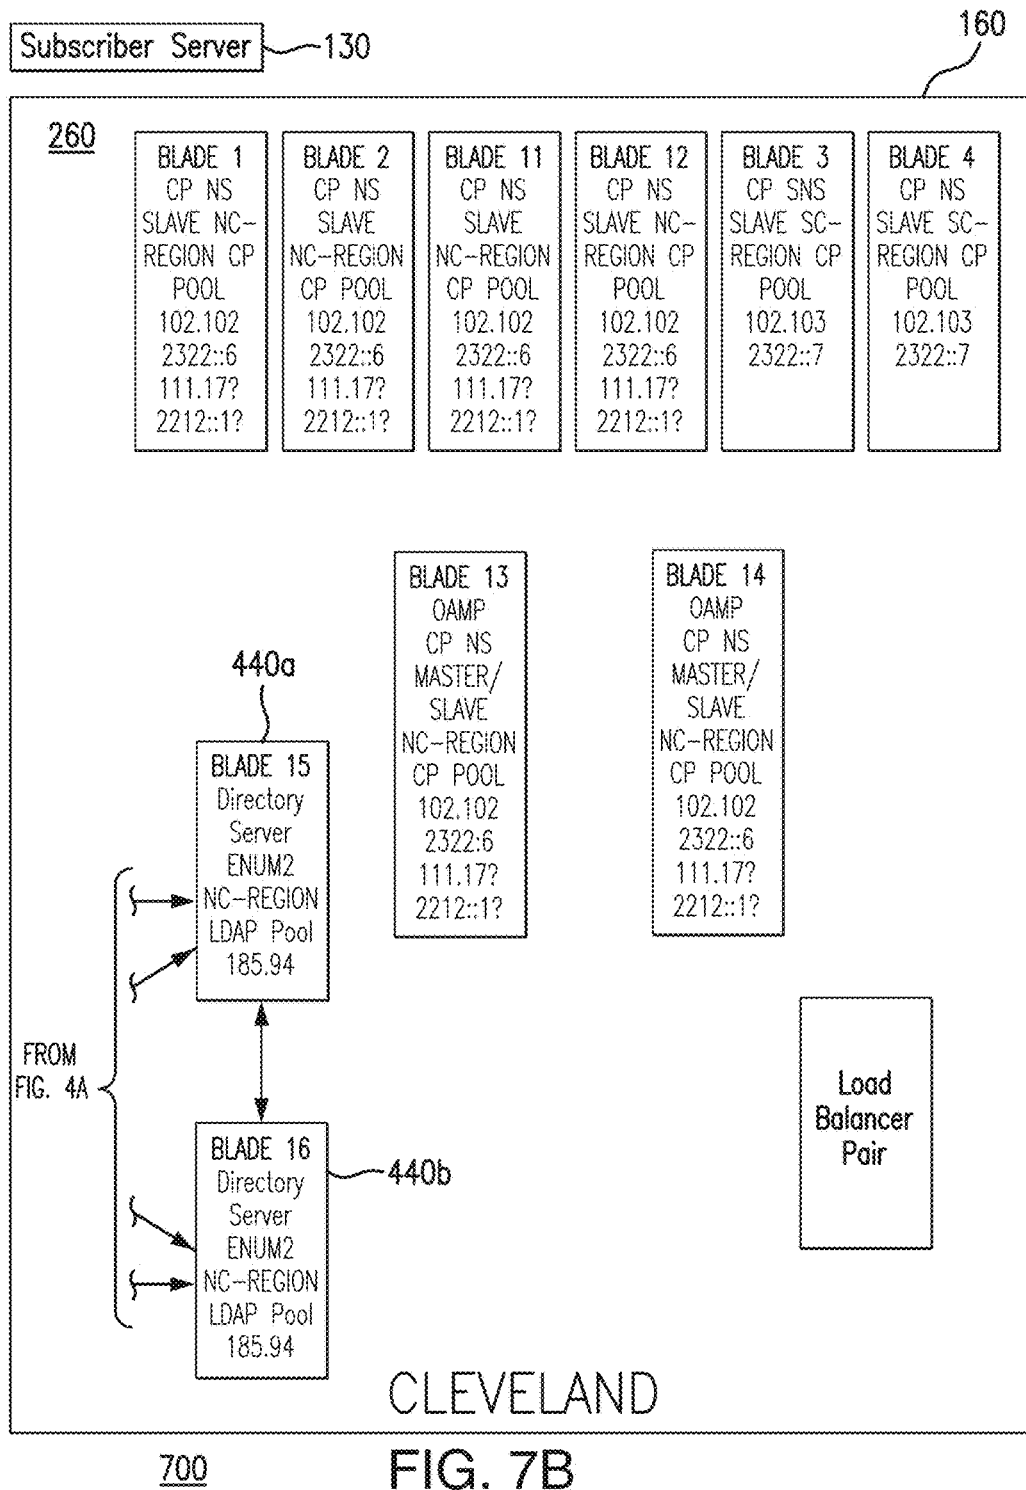 Subscriber Server
130
160
260
BLADE 1
CP NS
SLAVE NC-
REGION CP
POOL
102.102
2322::6
111.17?
2212::1?
BLADE 2
CP NS
SLAVE
NC-REGION
CP POOL
102.102
2322::6
111.17?
2212::1?
BLADE 11
CP NS
SLAVE
NC-REGION
CP POOL
102.102
2322::6
111.17?
2212::1?
BLADE 12
CP NS
SLAVE NC-
REGION CP
POOL
102.102
2322::6
111.17?
2212::1?
BLADE 3
CP SNS
SLAVE SC-
REGION CP
POOL
102.103
2322::7
BLADE 4
CP NS
SLAVE SC-
REGION CP
POOL
102.103
2322::7
BLADE 13
OAMP
CP NS
MASTER/
SLAVE
NC-REGION
CP POOL
102.102
2322:6
111.17?
2212::1?
BLADE 14
OAMP
CP NS
MASTER/
SLAVE
NC-REGION
CP POOL
102.102
2322::6
111.17?
2212::1?
440a
BLADE 15
Directory
Server
ENUM2
NC-REGION
LDAP Pool
185.94
FROM
FIG. 4A
BLADE 16
Directory
Server
ENUM2
NC-REGION
LDAP Pool
185.94
440b
Load
Balancer
Pair
CLEVELAND
700
FIG. 7B